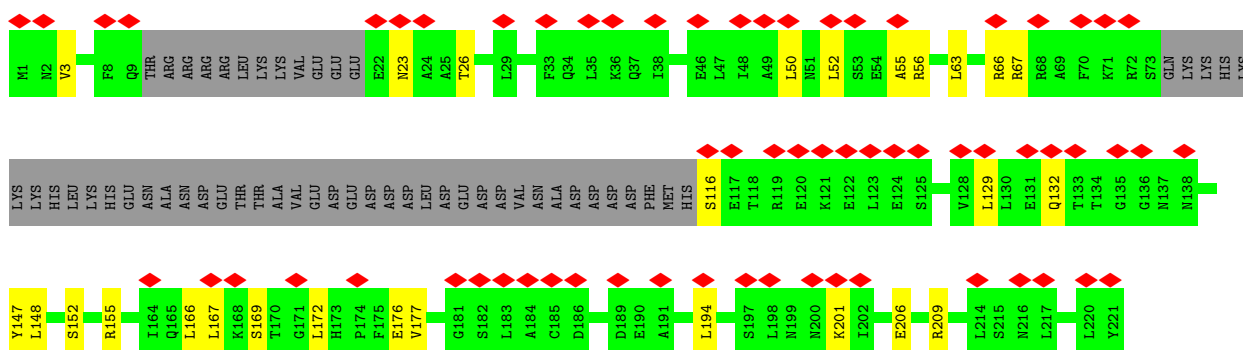 M1 N2 V3 F8 Q9 THR ARG ARG ARG ARG LEU LYS LYS VAL GLU GLU GLU E22 N23 A24 A25 T26 L29 F33 Q34 L35 K36 Q37 I38 E46 L47 I48 A49 L50 N51 L52 S53 E54 A55 R56 L63 R66 R67 R68 A69 F70 K71 R72 S73 GLN LYS LYS HIS LYS
LYS LYS HIS LEU LYS HIS GLU ASN ALA ASN ASP GLU THR THR ALA VAL GLU ASP GLU ASP ASP ASP LEU ASP GLU ASP ASP VAL ASN ALA ASP ASP ASP ASP PHE MET HIS S116 E117 T118 R119 E120 K121 E122 L123 E124 S125 V128 L129 L130 E131 Q132 T133 T134 G135 G136 N137 N138
Y147 L148 S152 R155 I164 Q165 L166 L167 K168 S169 T170 G171 L172 H173 P174 F175 E176 V177 G181 S182 L183 A184 C185 D186 D189 E190 A191 L194 S197 L198 N199 N200 K201 I202 E206 R209 L214 S215 N216 L217 L220 Y221